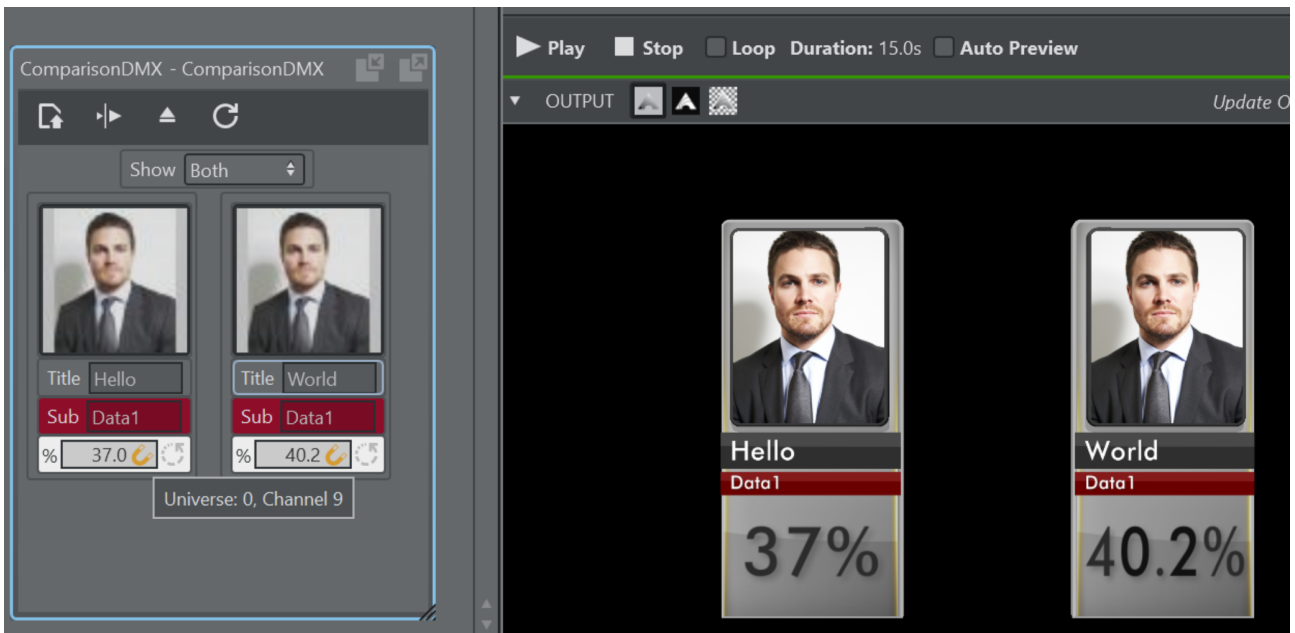 ComparisonDMX - ComparisonDMX
Show Both
Title Hello
Sub Data1
% 37.0
Title World
Sub Data1
% 40.2
Universe: 0, Channel 9
Play Stop Loop Duration: 15.0s Auto Preview
OUTPUT Update O
Hello
Data1
37%
World
Data1
40.2%